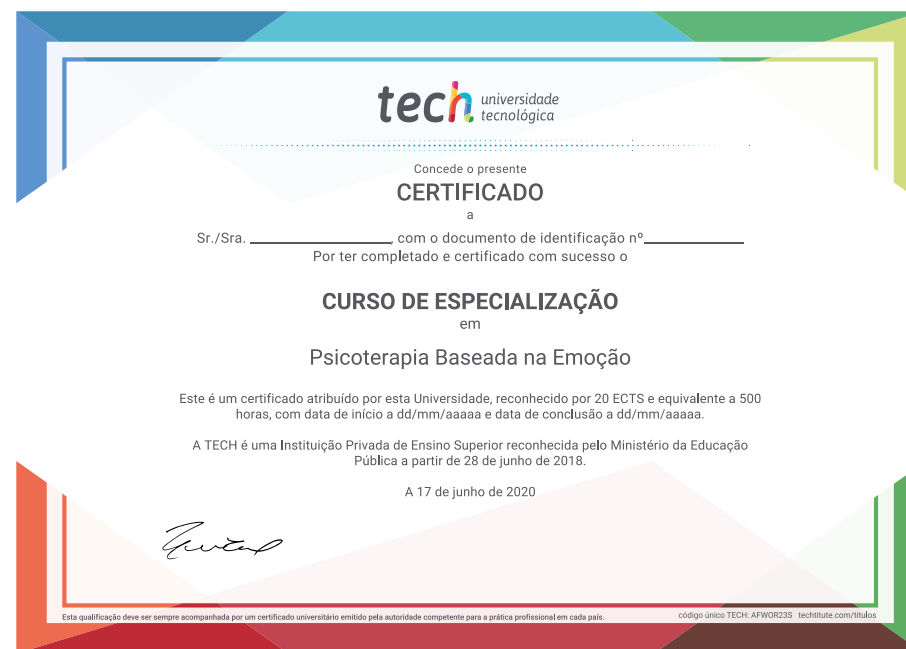 tech universidade
tecnológica
Concede o presente
CERTIFICADO
a
Sr./Sra. , com o documento de identificação nº
Por ter completado e certificado com sucesso o
CURSO DE ESPECIALIZAÇÃO
em
Psicoterapia Baseada na Emoção
Este é um certificado atribuído por esta Universidade, reconhecido por 20 ECTS e equivalente a 500
horas, com data de início a dd/mm/aaaaa e data de conclusão a dd/mm/aaaaa.
A TECH é uma Instituição Privada de Ensino Superior reconhecida pelo Ministério da Educação
Pública a partir de 28 de junho de 2018.
A 17 de junho de 2020
Esta qualificação deve ser sempre acompanhada por um certificado universitário emitido pela autoridade competente para a prática profissional em cada país.
código único TECH: AFWOR23S techtitute.com/titulos